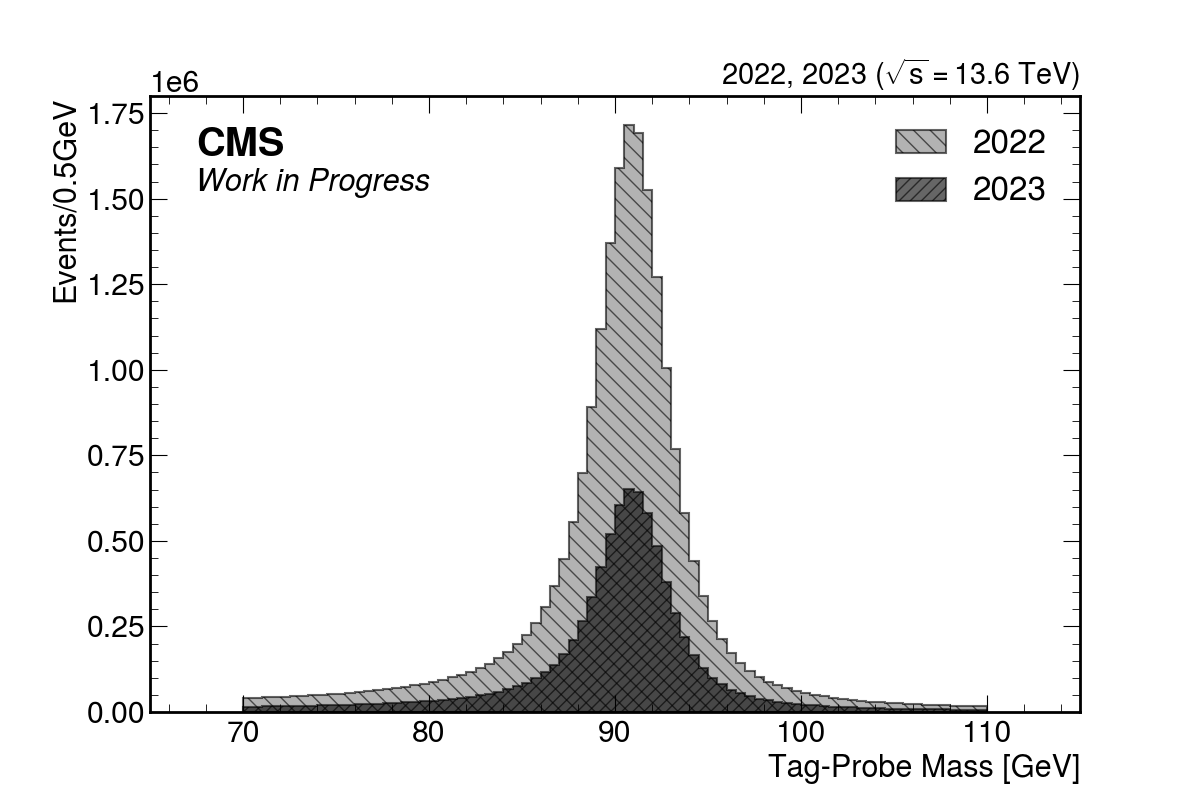 1e6
2022, 2023 (√s = 13.6 TeV)
Events/0.5GeV
CMS
Work in Progress
2022
2023
1.75
1.50
1.25
1.00
0.75
0.50
0.25
0.00
70 80 90 100 110
Tag-Probe Mass [GeV]